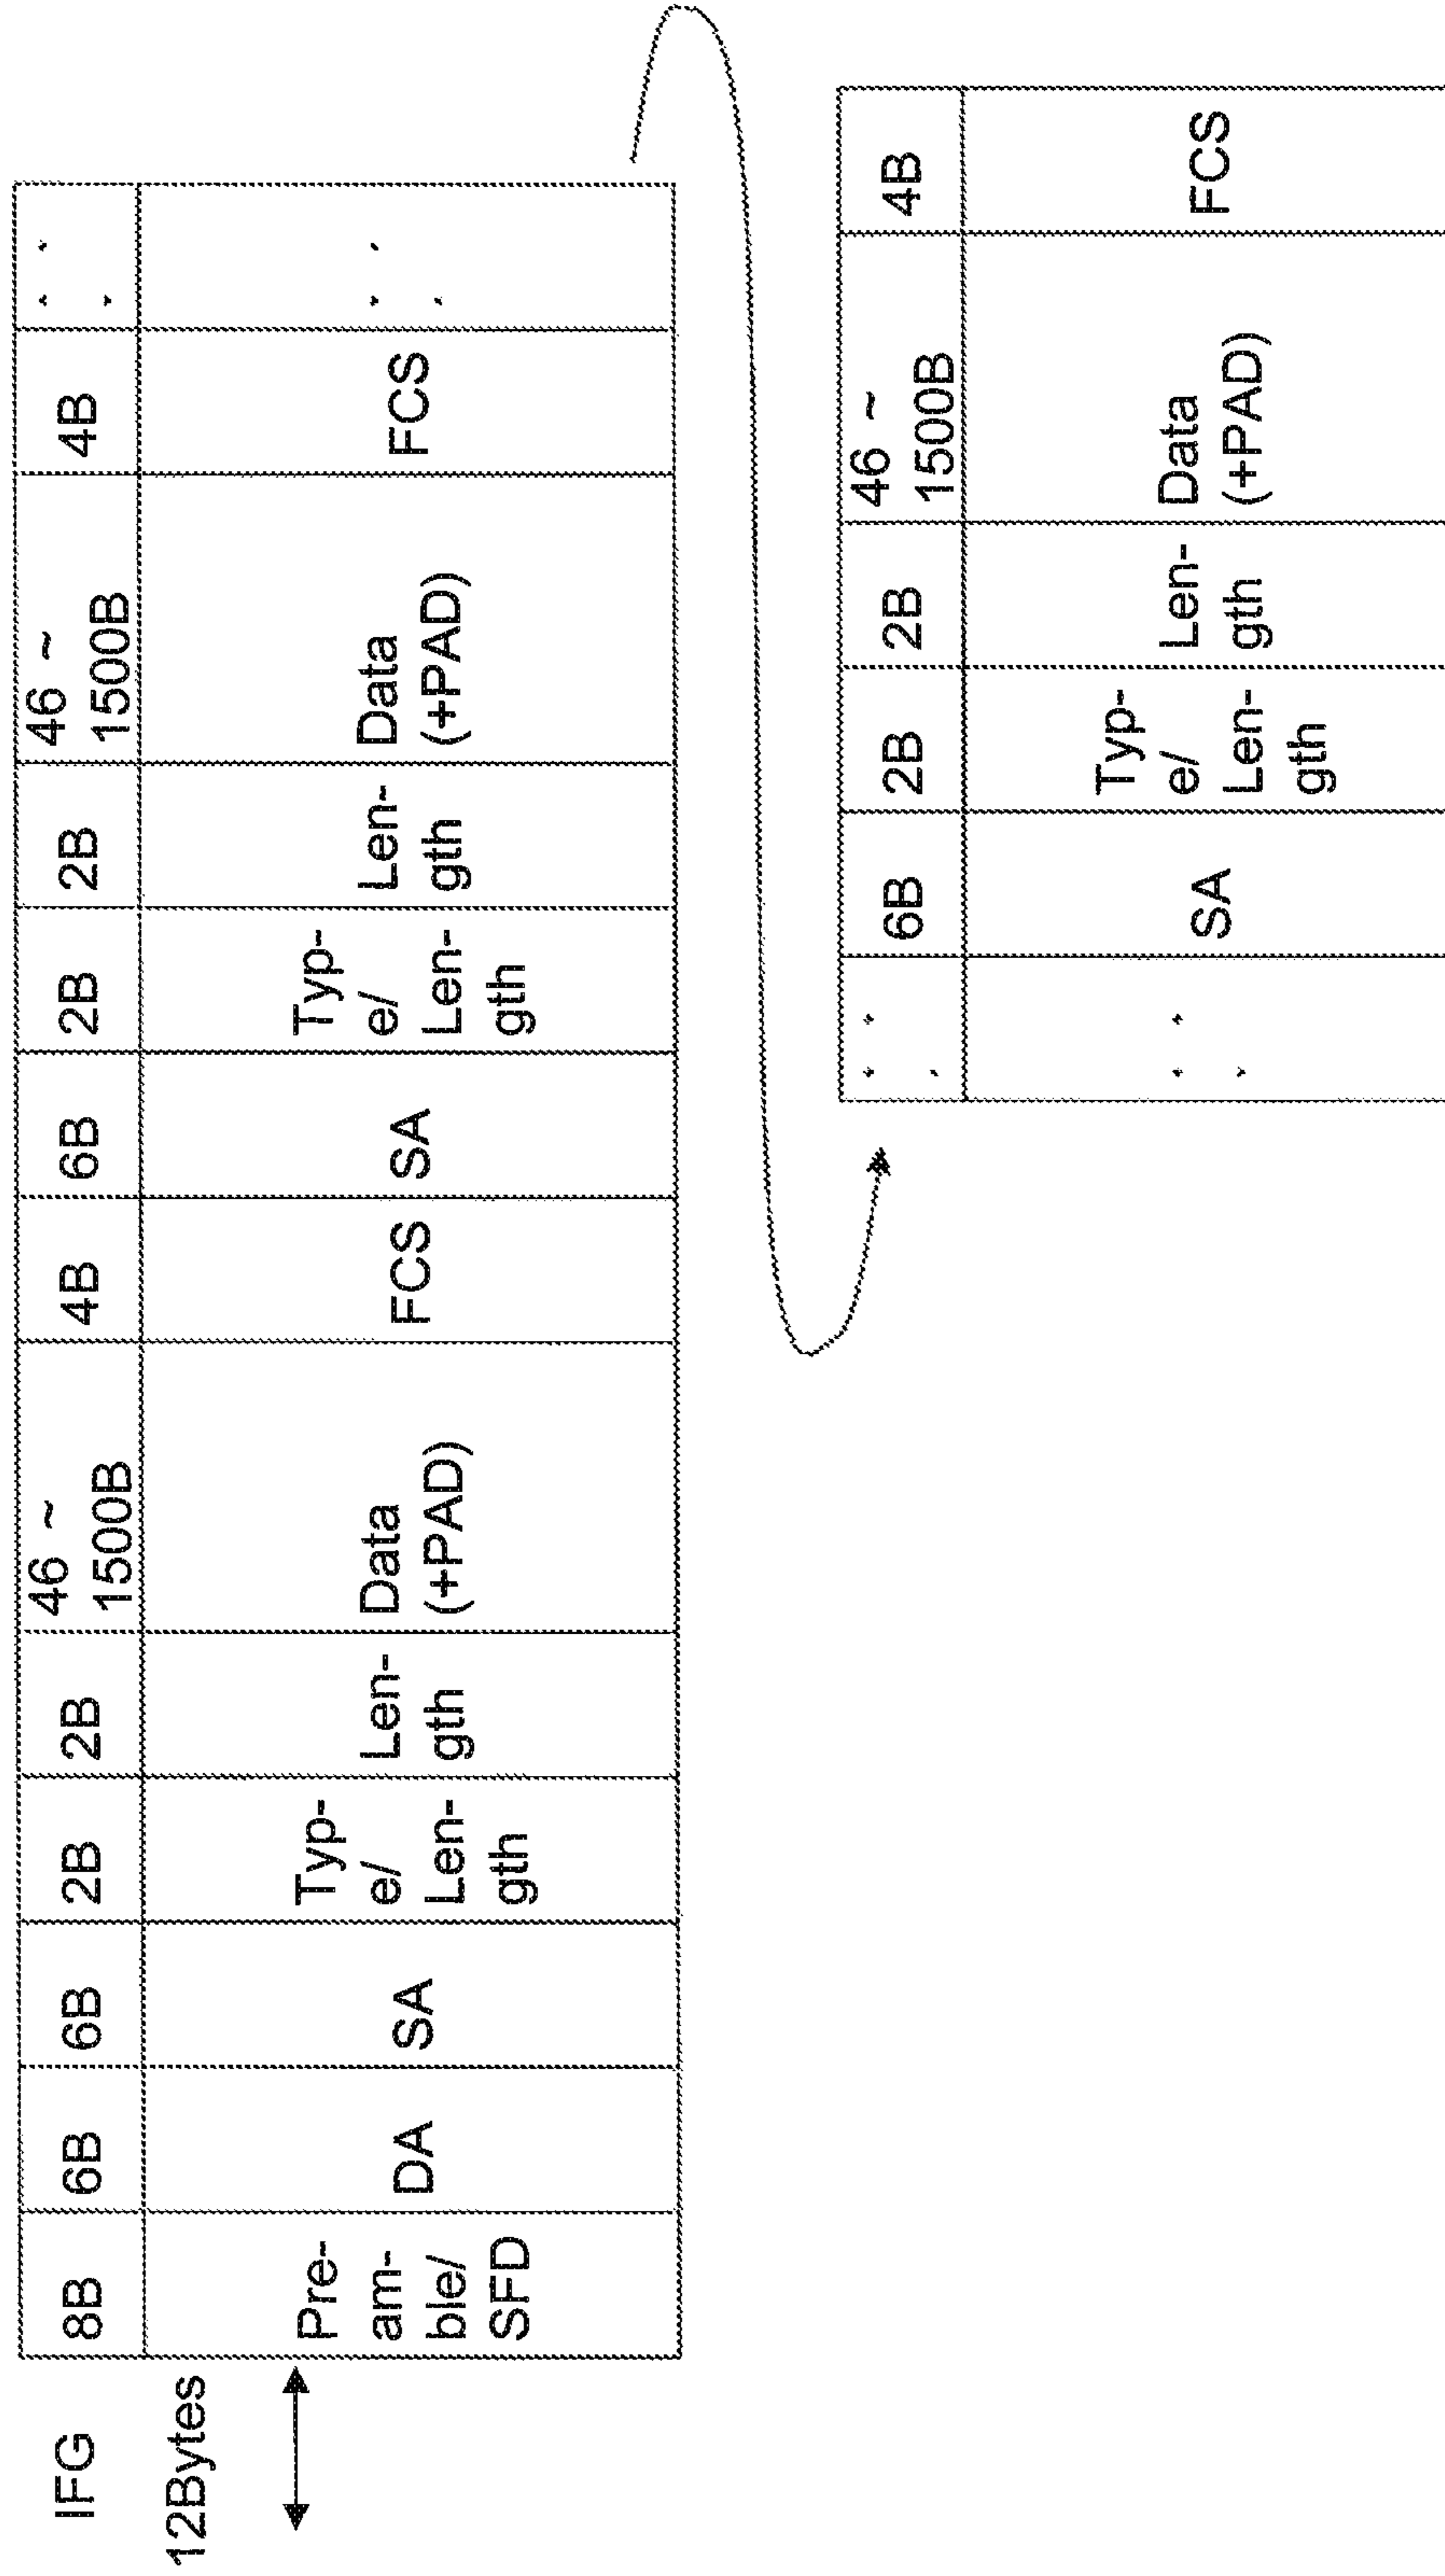 IFG
12Bytes
8B 6B 6B 2B 2B 46 ~ 4B 6B 2B 2B 46 ~ 4B . . .
1500B 1500B
Pre-
am-
ble/
SFD
DA
SA
Typ-
e/
Len-
gth
Len-
gth
Data
(+PAD)
FCS
SA
Typ-
e/
Len-
gth
Len-
gth
Data
(+PAD)
FCS
. . .
. . . 6B 2B 2B 46 ~ 4B
1500B
. . .
SA
Typ-
e/
Len-
gth
Len-
gth
Data
(+PAD)
FCS